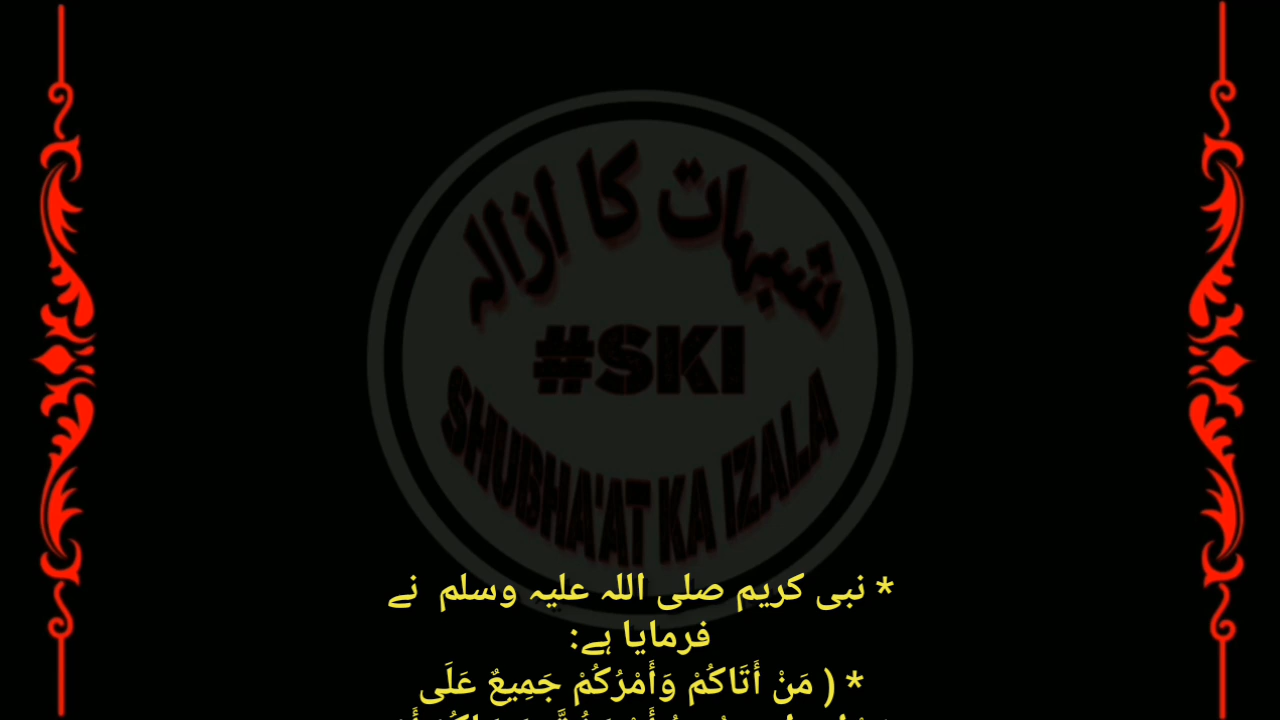 شبہات کا ازالہ
#SKI
SHUBHA'AT KA IZALA
* نبی کریم صلی اللہ علیہ وسلم نے
فرمایا ہے:
* ( مَنْ أَتَاكُمْ وَأَمْرُكُمْ جَمِيعٌ عَلَى